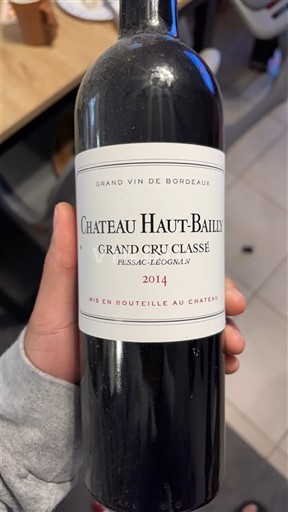 GRAND VIN DE BORDEAUX
CHATEAU HAUT-BAILLY
GRAND CRU CLASSÉ
PESSAC-LÉOGNAN
2014
MIS EN BOUTEILLE AU CHATEAU